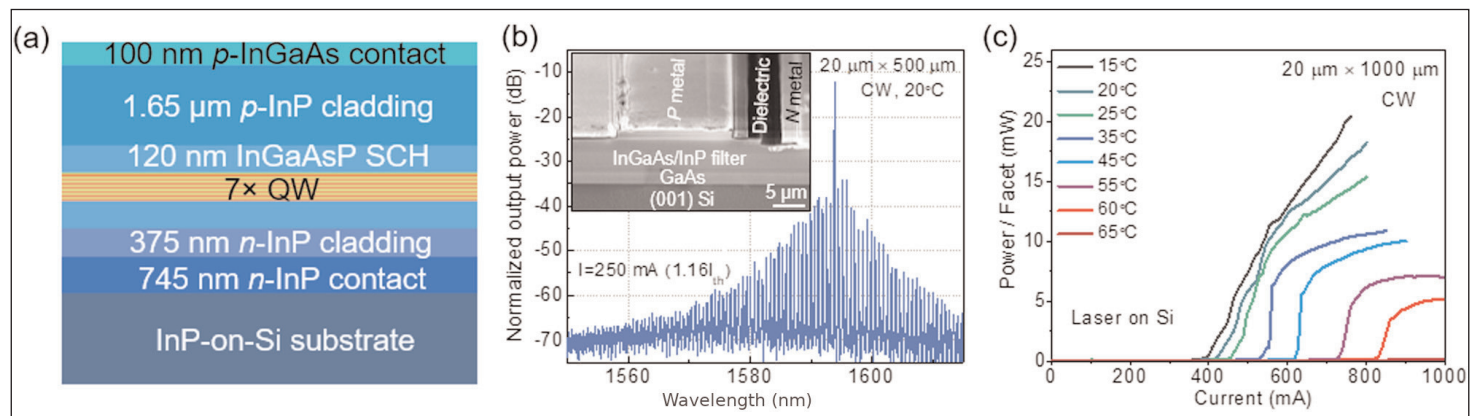 (a)
100 nm p-InGaAs contact
1.65 µm p-InP cladding
120 nm InGaAsP SCH
7× QW
375 nm n-InP cladding
745 nm n-InP contact
InP-on-Si substrate
(b)
Normalized output power (dB)
-10
-20
-30
-40
-50
-60
-70
20 µm × 500 µm
CW, 20°C
P metal
Dielectric
N metal
InGaAs/InP filter
GaAs
(001) Si
5 µm
I=250 mA (1.16Ith)
1560
1580
1600
Wavelength (nm)
(c)
Power / Facet (mW)
25
20
15
10
5
0
15°C
20°C
25°C
35°C
45°C
55°C
60°C
65°C
20 µm × 1000 µm
CW
Laser on Si
0
200
400
600
800
1000
Current (mA)